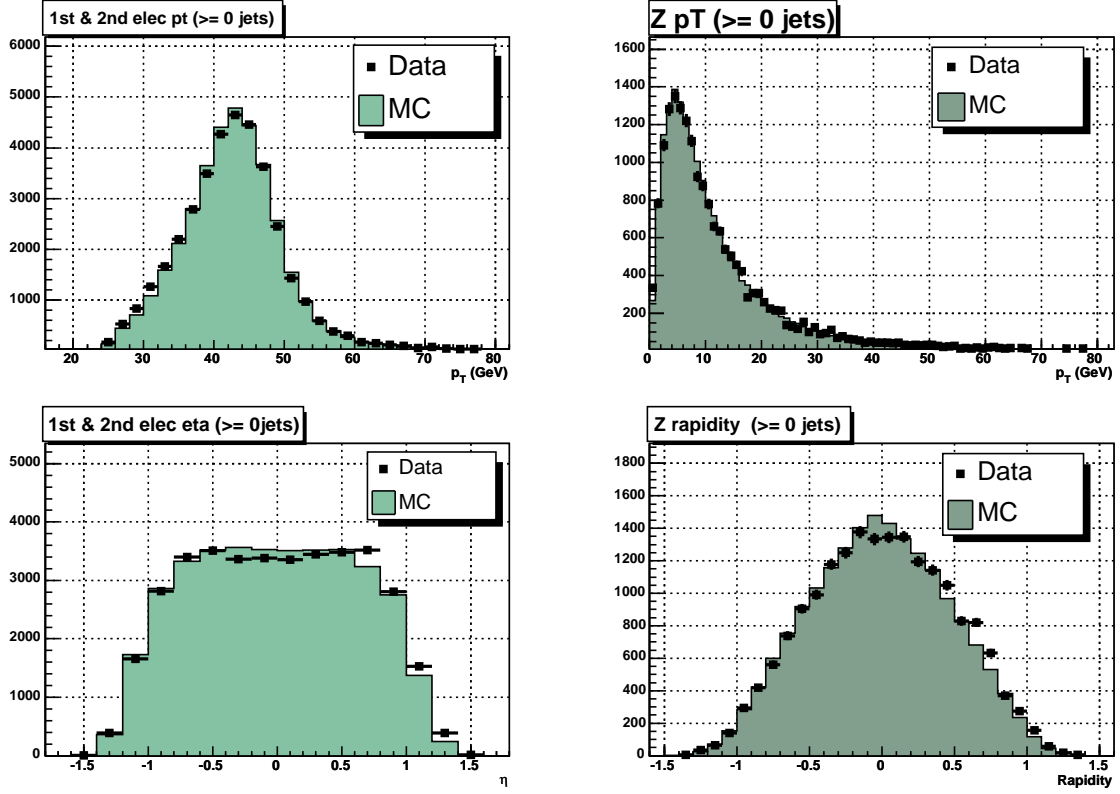 1st & 2nd elec pt (>= 0 jets)
6000
5000
4000
3000
2000
1000
Data
MC
20 30 40 50 60 70 80
p_T (GeV)
Z pT (>= 0 jets)
1600
1400
1200
1000
800
600
400
200
Data
MC
0 10 20 30 40 50 60 70 80
p_T (GeV)
1st & 2nd elec eta (>= 0jets)
5000
4000
3000
2000
1000
0
Data
MC
-1.5 -1 -0.5 0 0.5 1 1.5
η
Z rapidity (>= 0 jets)
1800
1600
1400
1200
1000
800
600
400
200
0
Data
MC
-1.5 -1 -0.5 0 0.5 1 1.5
Rapidity